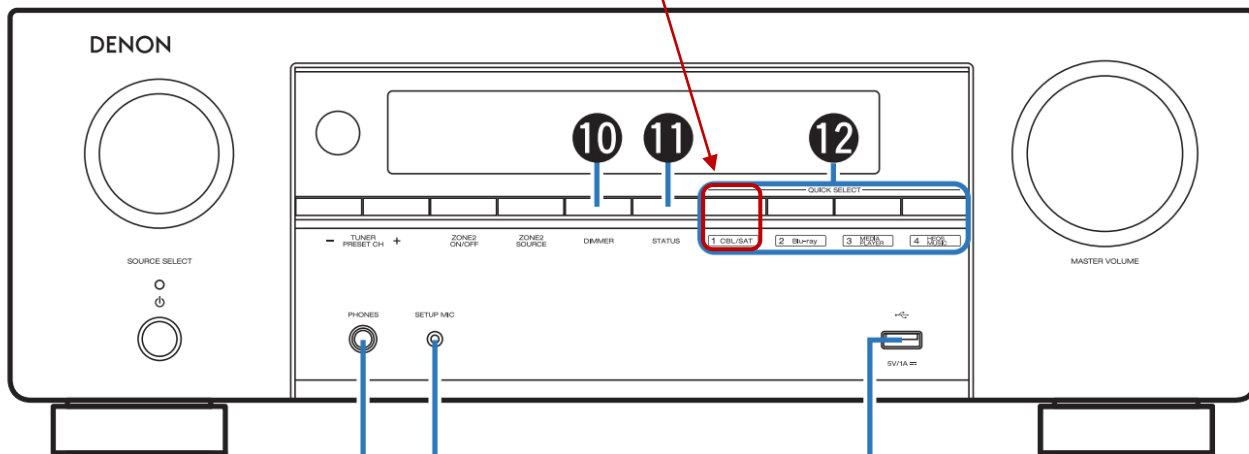 DENON
10 11 12
QUICK SELECT
− TUNER PRESET CH +
ZONE2 ON/OFF
ZONE2 SOURCE
DIMMER
STATUS
1 CBL/SAT
2 Blu-ray
3 MEDIA PLAYER
4 HEOS MUSIC
SOURCE SELECT
MASTER VOLUME
PHONES
SETUP MIC
5V/1A